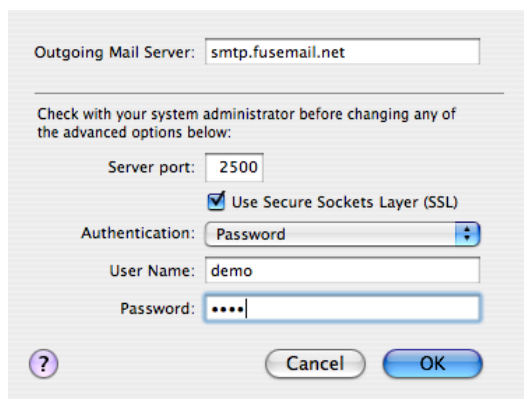 Outgoing Mail Server: smtp.fusemail.net
Check with your system administrator before changing any of
the advanced options below:
Server port: 2500
Use Secure Sockets Layer (SSL)
Authentication: Password
User Name: demo
Password: ••••
? Cancel OK